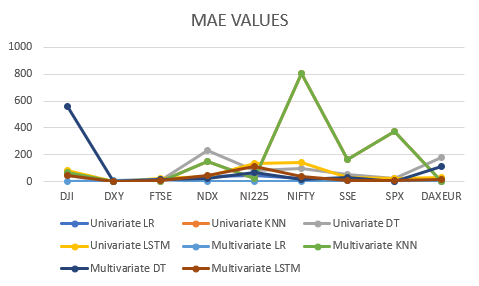 MAE VALUES
1000
800
600
400
200
0
DJI DXY FTSE NDX NI225 NIFTY SSE SPX DAXEUR
Univariate LR Univariate KNN Univariate DT
Univariate LSTM Multivariate LR Multivariate KNN
Multivariate DT Multivariate LSTM